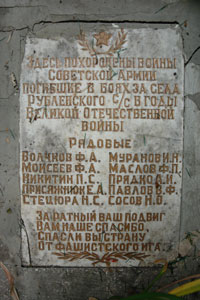 Здесь похоронены воины
Советской Армии
погибшие в боях за села
Рублевского с/с в годы
Великой Отечественной
войны
Рядовые
Волчков Ф.А. Муранов И.Н.
Моисеев Ф.А. Маслов Ф.П.
Никитин П.С. Прядко А.И.
Присяжнюк Е.А. Павлов В.Ф.
Стецюра Н.С. Сосов Н.О.
За ратный ваш подвиг
Вам наше спасибо,
Спасли вы страну
От фашистского ига